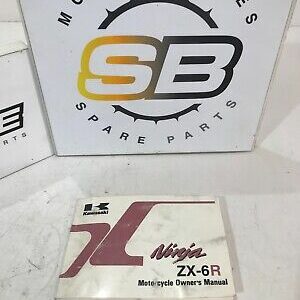 SB
SPARE PARTS
Kawasaki
Ninja
ZX-6R
Motorcycle Owner's Manual